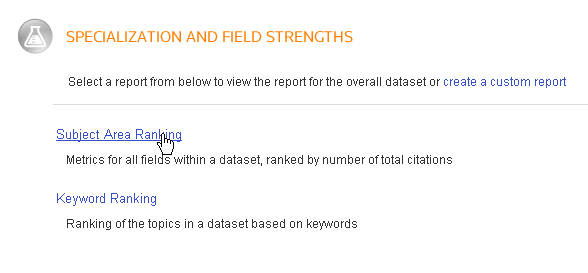 SPECIALIZATION AND FIELD STRENGTHS
Select a report from below to view the report for the overall dataset or create a custom report
Subject Area Ranking
Metrics for all fields within a dataset, ranked by number of total citations
Keyword Ranking
Ranking of the topics in a dataset based on keywords